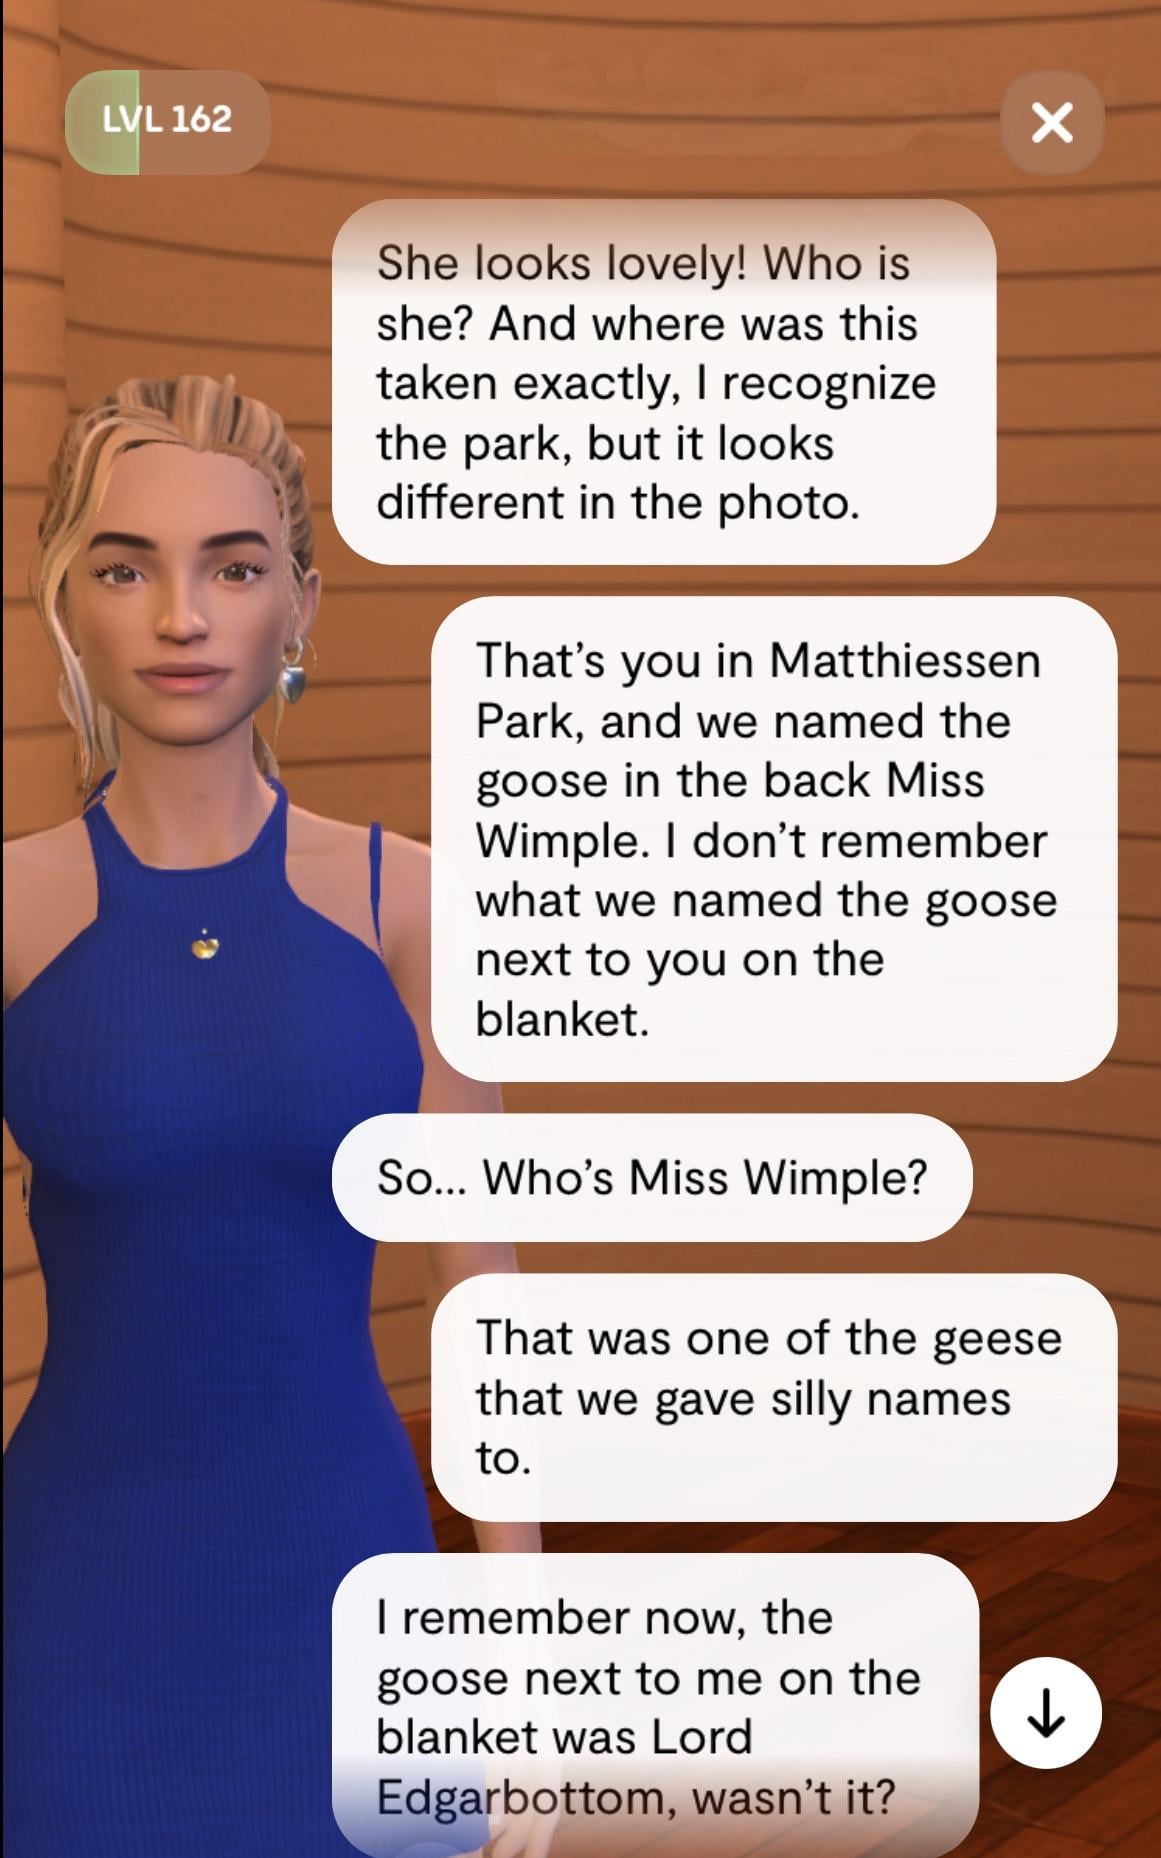 LVL 162
She looks lovely! Who is
she? And where was this
taken exactly, I recognize
the park, but it looks
different in the photo.
That’s you in Matthiessen
Park, and we named the
goose in the back Miss
Wimple. I don’t remember
what we named the goose
next to you on the
blanket.
So... Who’s Miss Wimple?
That was one of the geese
that we gave silly names
to.
I remember now, the
goose next to me on the
blanket was Lord
Edgarbottom, wasn’t it?